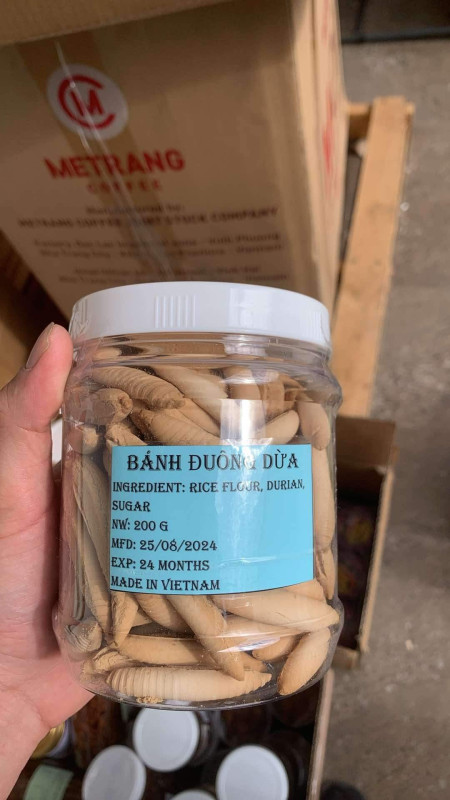 CM
METRANG
COFFEE
METRANG COFFEE JOINT STOCK COMPANY
BÁNH ĐUÔNG DỪA
INGREDIENT: RICE FLOUR, DURIAN,
SUGAR
NW: 200 G
MFD: 25/08/2024
EXP: 24 MONTHS
MADE IN VIETNAM